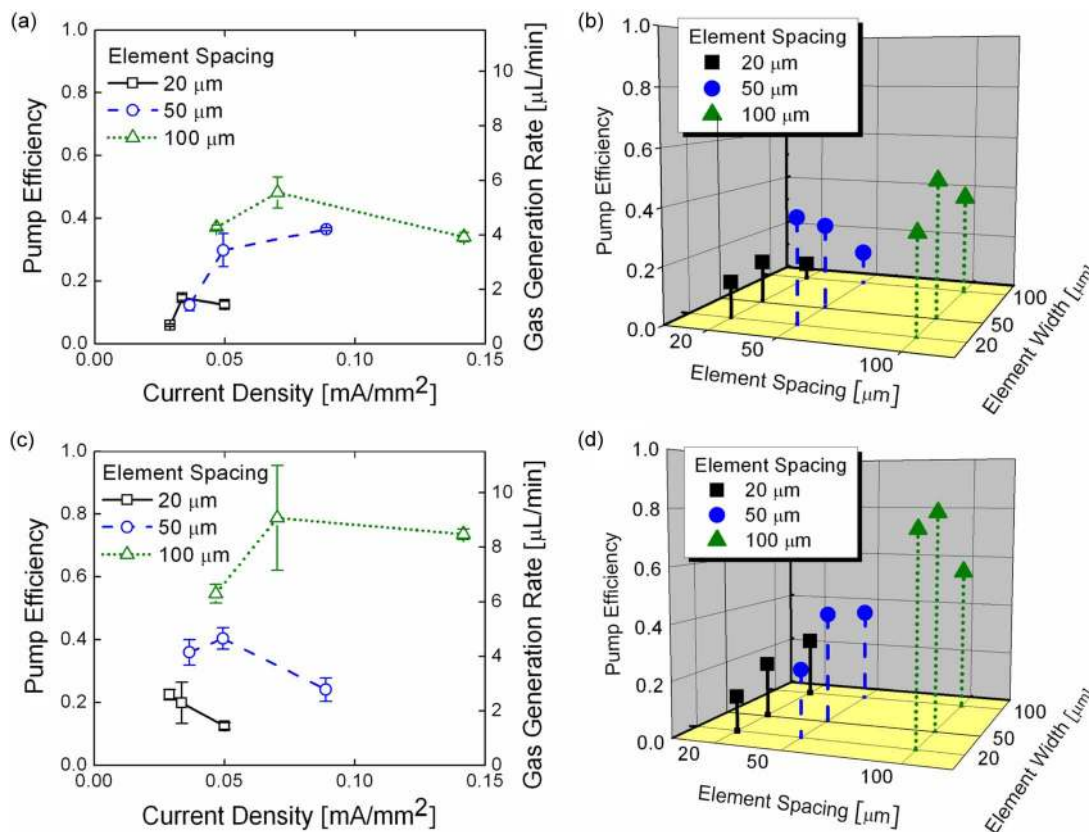 (a)
Element Spacing
20 μm
50 μm
100 μm
Pump Efficiency
1.0
0.8
0.6
0.4
0.2
0.0
Gas Generation Rate [μL/min]
10
8
6
4
2
0
0.00
0.05
0.10
0.15
Current Density [mA/mm²]
(b)
Element Spacing
20 μm
50 μm
100 μm
Pump Efficiency
1.0
0.8
0.6
0.4
0.2
0.0
20
50
100
Element Spacing [μm]
20
50
100
Element Width [μm]
(c)
Element Spacing
20 μm
50 μm
100 μm
Pump Efficiency
1.0
0.8
0.6
0.4
0.2
0.0
Gas Generation Rate [μL/min]
10
8
6
4
2
0
0.00
0.05
0.10
0.15
Current Density [mA/mm²]
(d)
Element Spacing
20 μm
50 μm
100 μm
Pump Efficiency
1.0
0.8
0.6
0.4
0.2
0.0
20
50
100
Element Spacing [μm]
20
50
100
Element Width [μm]